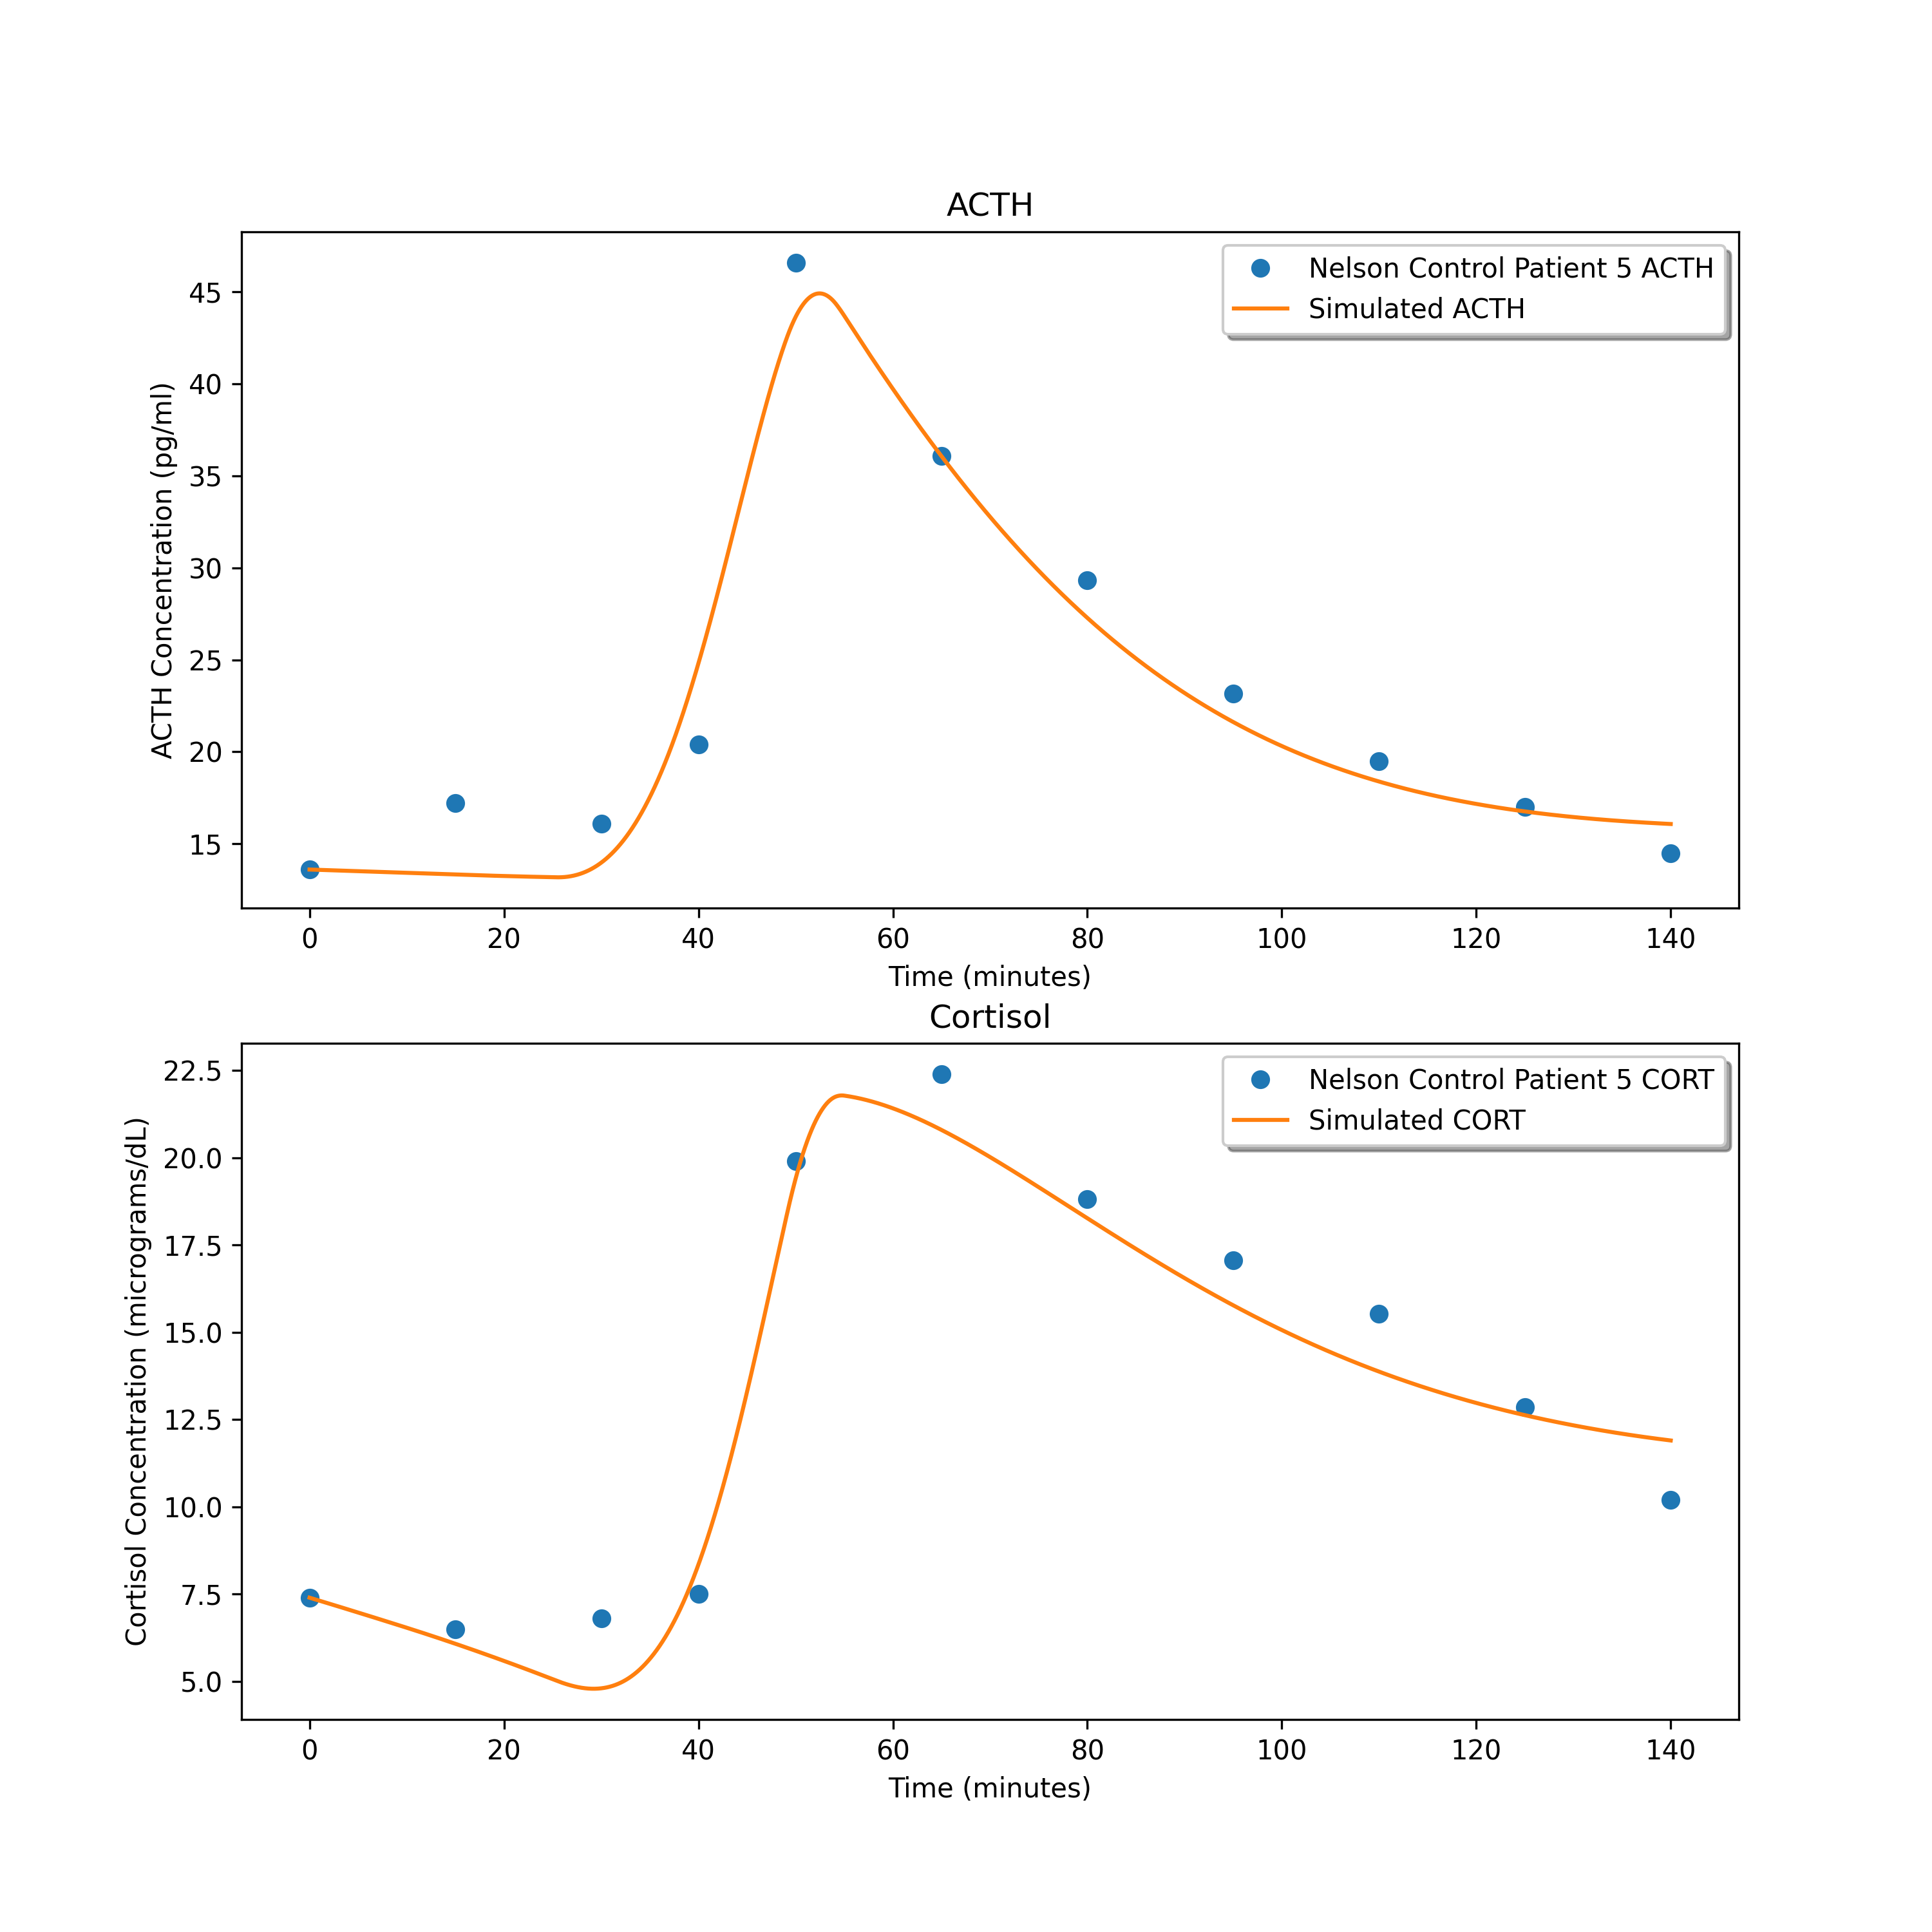 ACTH
Nelson Control Patient 5 ACTH
Simulated ACTH
ACTH Concentration (pg/ml)
45
40
35
30
25
20
15
0 20 40 60 80 100 120 140
Time (minutes)
Cortisol
Nelson Control Patient 5 CORT
Simulated CORT
Cortisol Concentration (micrograms/dL)
22.5
20.0
17.5
15.0
12.5
10.0
7.5
5.0
0 20 40 60 80 100 120 140
Time (minutes)